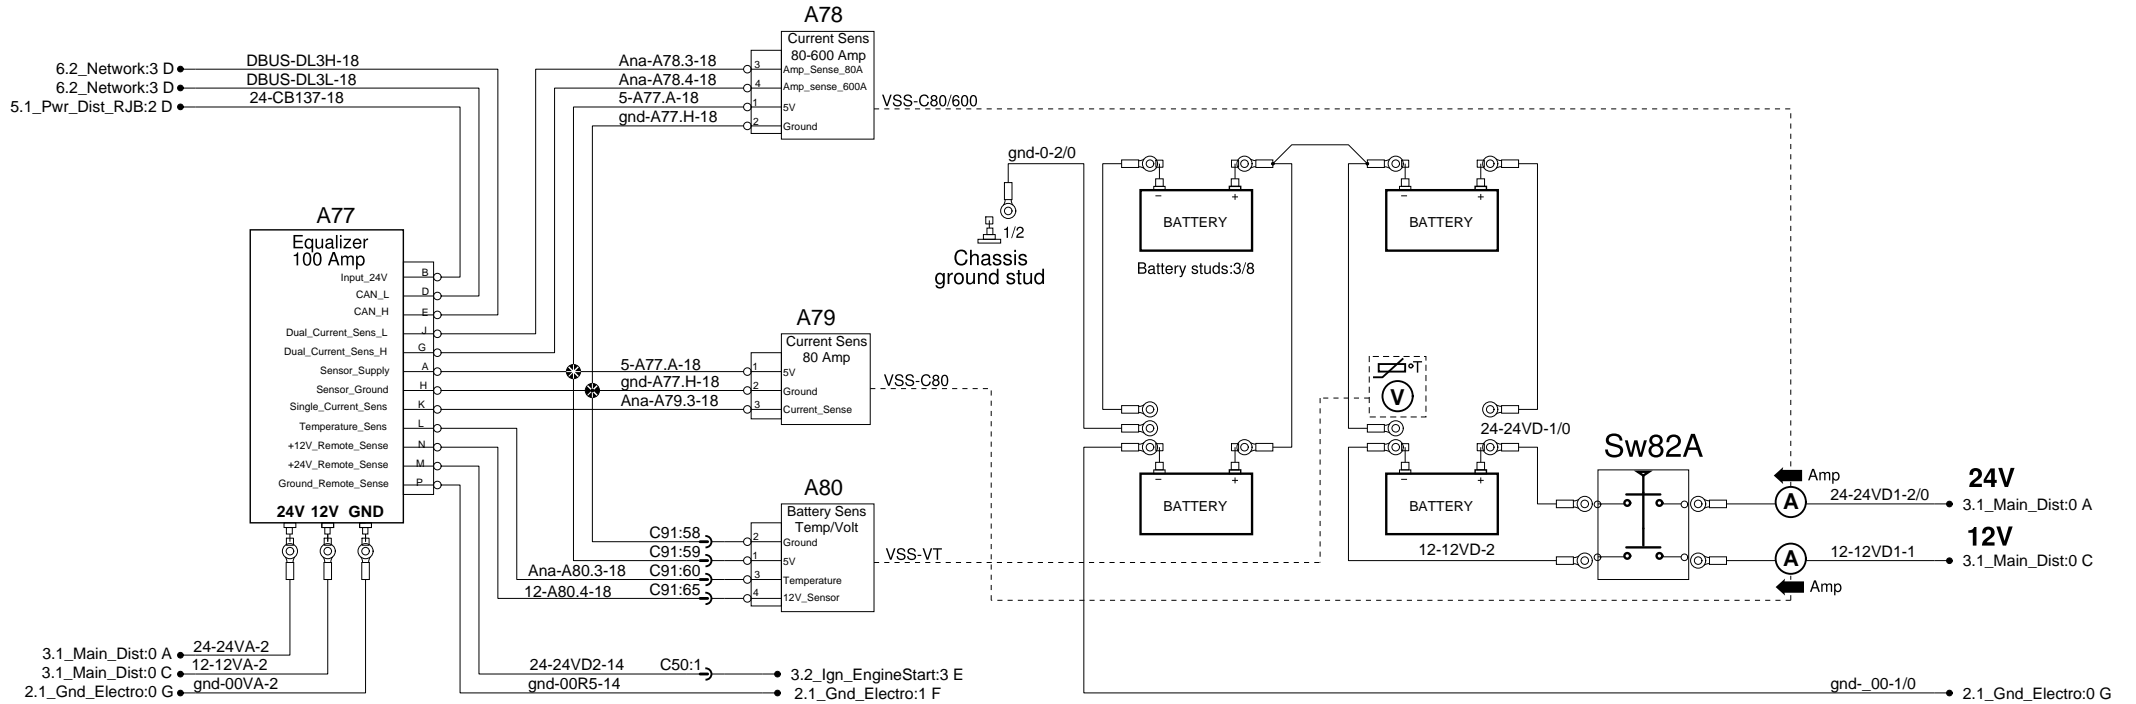 A78
Current Sens
80-600 Amp
3
Amp_Sense_80A
4
Amp_sense_600A
1
5V
2
Ground
6.2_Network:3 D
DBUS-DL3H-18
6.2_Network:3 D
DBUS-DL3L-18
5.1_Pwr_Dist_RJB:2 D
24-CB137-18
Ana-A78.3-18
Ana-A78.4-18
5-A77.A-18
gnd-A77.H-18
VSS-C80/600
gnd-0-2/0
1/2
Chassis
ground stud
− +
BATTERY
Battery studs:3/8
− +
BATTERY
A77
Equalizer
100 Amp
Input_24V B
CAN_L D
CAN_H E
Dual_Current_Sens_L J
Dual_Current_Sens_H G
Sensor_Supply A
Sensor_Ground H
Single_Current_Sens K
Temperature_Sens L
+12V_Remote_Sense N
+24V_Remote_Sense M
Ground_Remote_Sense P
24V 12V GND
A79
Current Sens
80 Amp
1
5V
2
Ground
3
Current_Sense
5-A77.A-18
gnd-A77.H-18
Ana-A79.3-18
VSS-C80
°T
V
24-24VD-1/0
− +
BATTERY
− +
BATTERY
Sw82A
Amp
A
24-24VD1-2/0
24V
3.1_Main_Dist:0 A
12-12VD-2
A
12-12VD1-1
12V
3.1_Main_Dist:0 C
Amp
A80
Battery Sens
Temp/Volt
2
Ground
1
5V
3
Temperature
4
12V_Sensor
C91:58
C91:59
Ana-A80.3-18 C91:60
12-A80.4-18 C91:65
VSS-VT
3.1_Main_Dist:0 A
24-24VA-2
3.1_Main_Dist:0 C
12-12VA-2
2.1_Gnd_Electro:0 G
gnd-00VA-2
24-24VD2-14 C50:1
3.2_Ign_EngineStart:3 E
gnd-00R5-14
2.1_Gnd_Electro:1 F
gnd-_00-1/0
2.1_Gnd_Electro:0 G